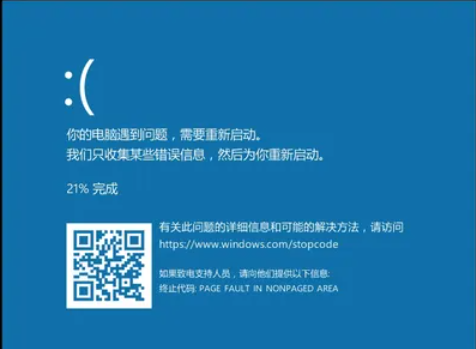 :(
你的电脑遇到问题，需要重新启动。
我们只收集某些错误信息，然后为你重新启动。
21% 完成
有关此问题的详细信息和可能的解决方法，请访问
https://www.windows.com/stopcode
如果致电支持人员，请向他们提供以下信息:
终止代码: PAGE FAULT IN NONPAGED AREA